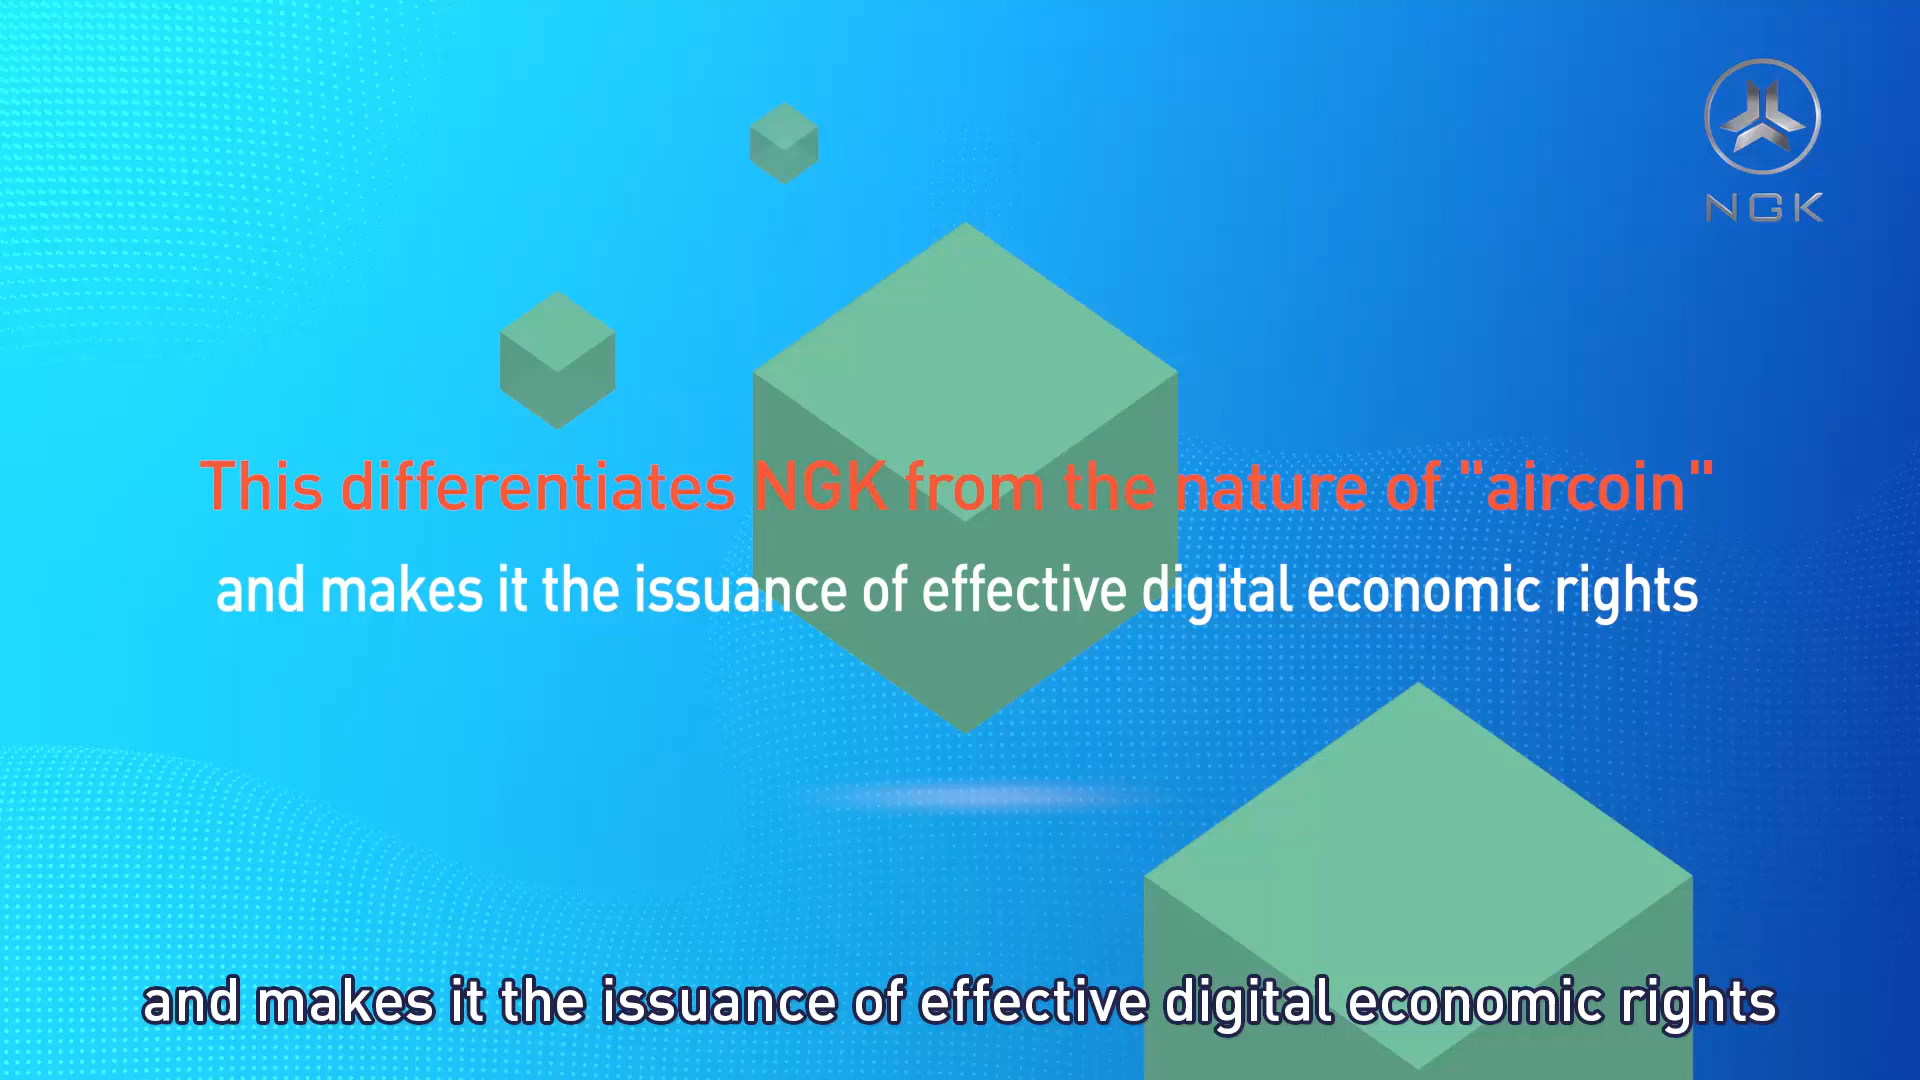 NGK
This differentiates NGK from the nature of "aircoin"
and makes it the issuance of effective digital economic rights
and makes it the issuance of effective digital economic rights